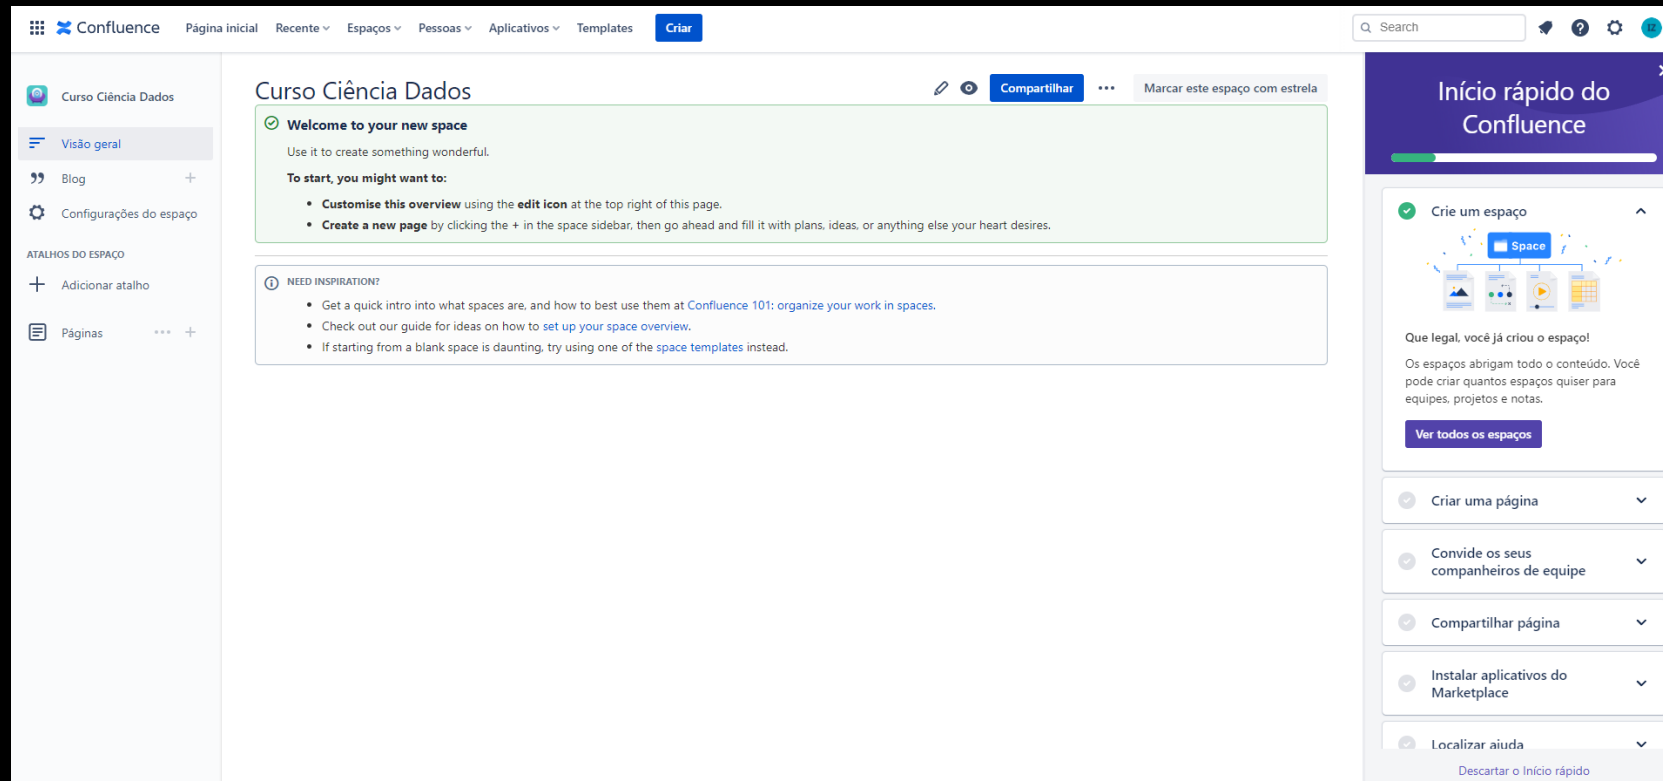 Confluence
Página inicial
Recente
Espaços
Pessoas
Aplicativos
Templates
Criar
Search
IZ
Curso Ciência Dados
Visão geral
Blog
Configurações do espaço
ATALHOS DO ESPAÇO
Adicionar atalho
Páginas
Curso Ciência Dados
Compartilhar
Marcar este espaço com estrela
Welcome to your new space
Use it to create something wonderful.
To start, you might want to:
• Customise this overview using the edit icon at the top right of this page.
• Create a new page by clicking the + in the space sidebar, then go ahead and fill it with plans, ideas, or anything else your heart desires.
NEED INSPIRATION?
• Get a quick intro into what spaces are, and how to best use them at Confluence 101: organize your work in spaces.
• Check out our guide for ideas on how to set up your space overview.
• If starting from a blank space is daunting, try using one of the space templates instead.
Início rápido do
Confluence
Crie um espaço
Space
Que legal, você já criou o espaço!
Os espaços abrigam todo o conteúdo. Você
pode criar quantos espaços quiser para
equipes, projetos e notas.
Ver todos os espaços
Criar uma página
Convide os seus
companheiros de equipe
Compartilhar página
Instalar aplicativos do
Marketplace
Localizar ajuda
Descartar o Início rápido